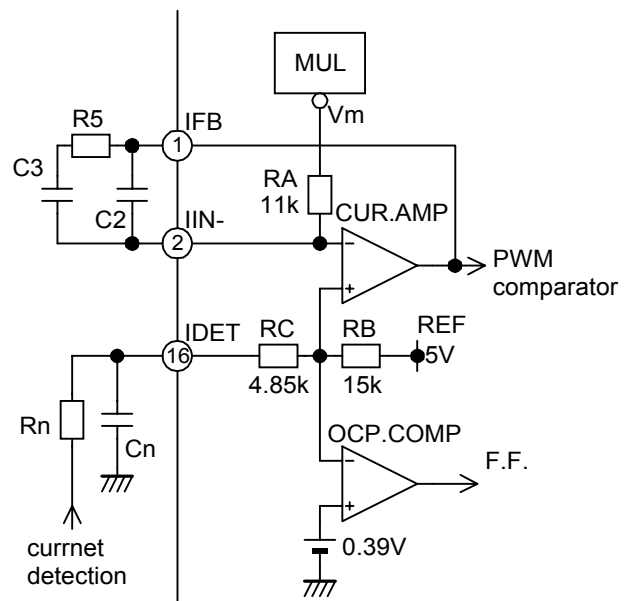 MUL
Vm
R5
IFB
1
C3
C2
RA
11k
CUR.AMP
IIN-
2
PWM
comparator
IDET
16
RC
4.85k
RB
15k
REF
5V
Rn
Cn
OCP.COMP
F.F.
0.39V
currnet
detection